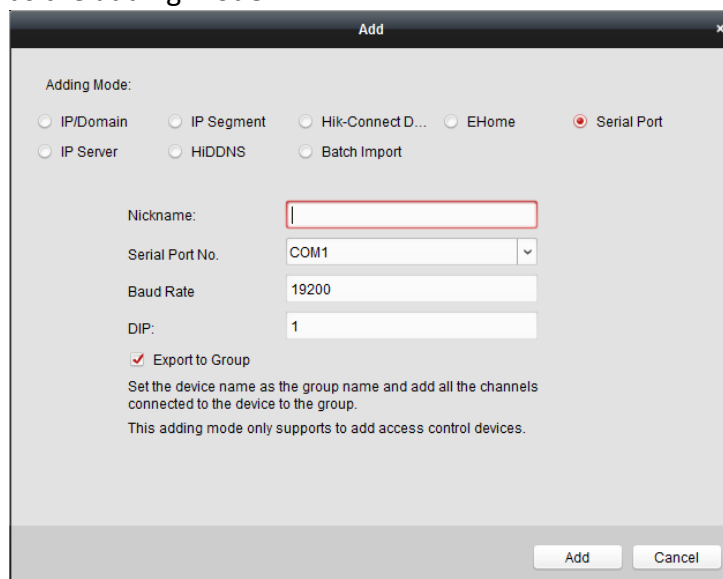 Add
Adding Mode:
IP/Domain IP Segment Hik-Connect D... EHome Serial Port
IP Server HiDDNS Batch Import
Nickname:
Serial Port No. COM1
Baud Rate 19200
DIP: 1
Export to Group
Set the device name as the group name and add all the channels
connected to the device to the group.
This adding mode only supports to add access control devices.
Add Cancel